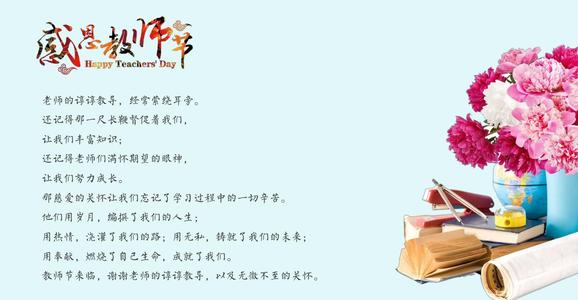 感恩教师节
Happy Teachers' Day
老师的谆谆教导，经常萦绕耳旁。
还记得那一尺长鞭督促着我们，
让我们丰富知识；
还记得老师们满怀期望的眼神，
让我们努力成长。
那慈爱的关怀让我们忘记了学习过程中的一切辛苦。
他们用岁月，编撰了我们的人生；
用热情，浇灌了我们的路；用无私，铸就了我们的未来；
用奉献，燃烧了自己生命，成就了我们。
教师节来临，谢谢老师的谆谆教导，以及无微不至的关怀。